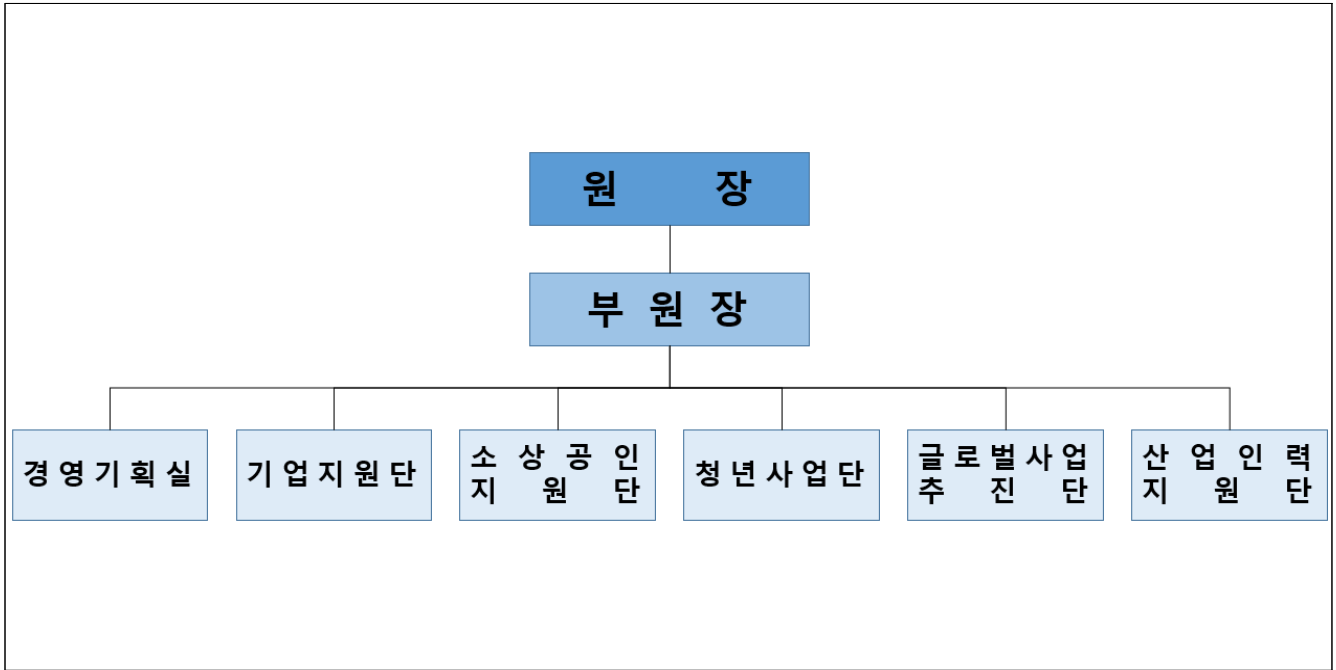 원 장
부 원 장
경영기획실
기업지원단
소 상 공 인
지 원 단
청년사업단
글로벌사업
추 진 단
산 업 인 력
지 원 단